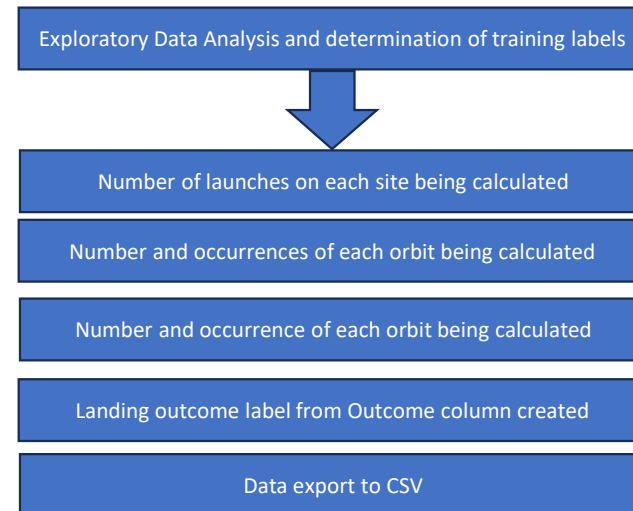 Exploratory Data Analysis and determination of training labels
Number of launches on each site being calculated
Number and occurrences of each orbit being calculated
Number and occurrence of each orbit being calculated
Landing outcome label from Outcome column created
Data export to CSV